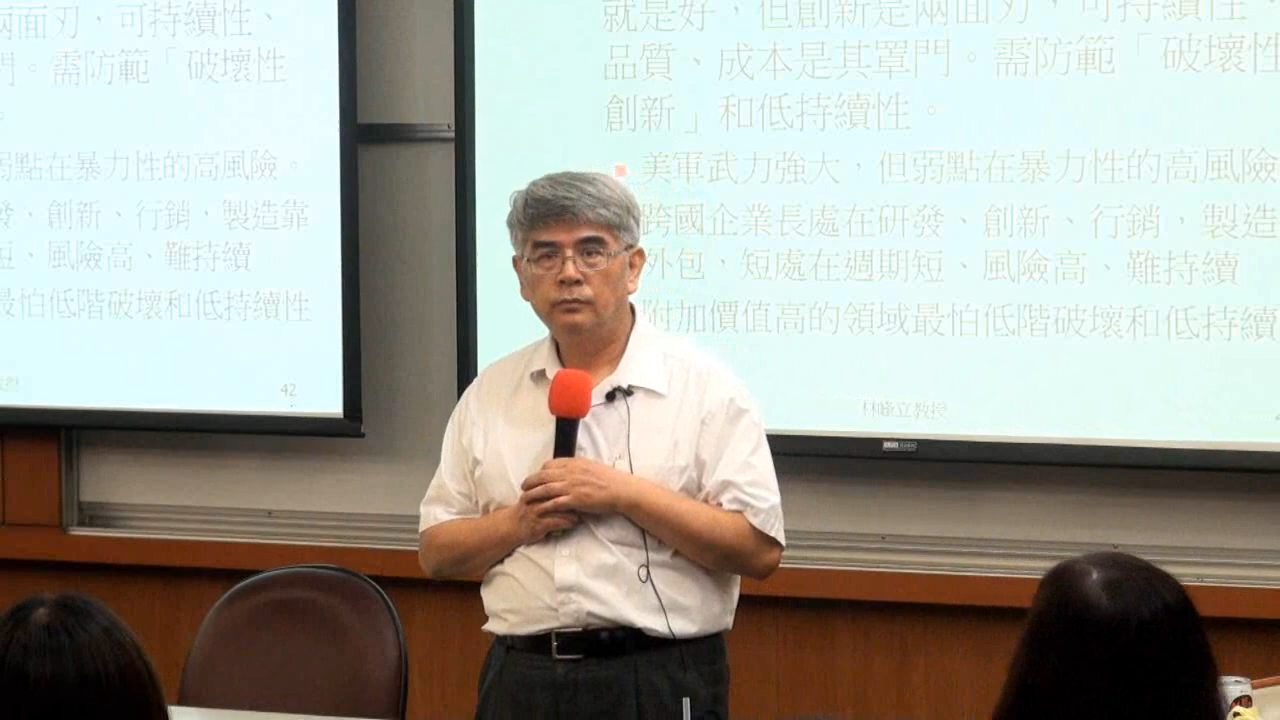 兩面刃，可持續性、
門。需防範「破壞性
。
弱點在暴力性的高風險。
發、創新、行銷，製造靠
短、風險高、難持續
最怕低階破壞和低持續性
42
就是好，但創新是兩面刃，可持續性、
品質、成本是其罩門。需防範「破壞性
創新」和低持續性。
美軍武力強大，但弱點在暴力性的高風險
跨國企業長處在研發、創新、行銷，製造
外包，短處在週期短、風險高、難持續
附加價值高的領域最怕低階破壞和低持續
林峰立教授